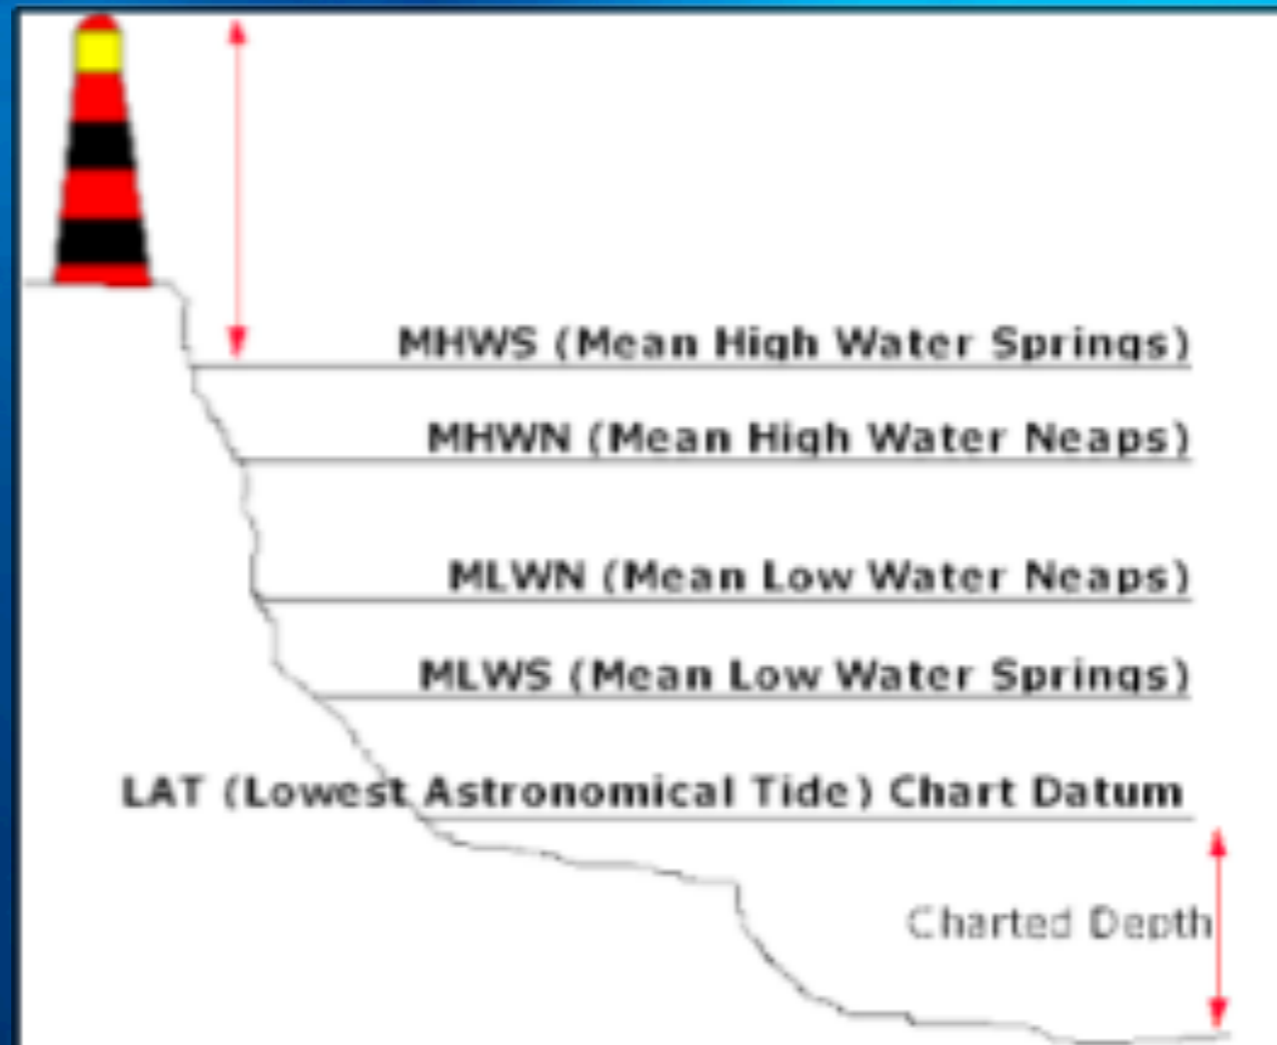 MHWS (Mean High Water Springs)
MHWN (Mean High Water Neaps)
MLWN (Mean Low Water Neaps)
MLWS (Mean Low Water Springs)
LAT (Lowest Astronomical Tide) Chart Datum
Charted Depth